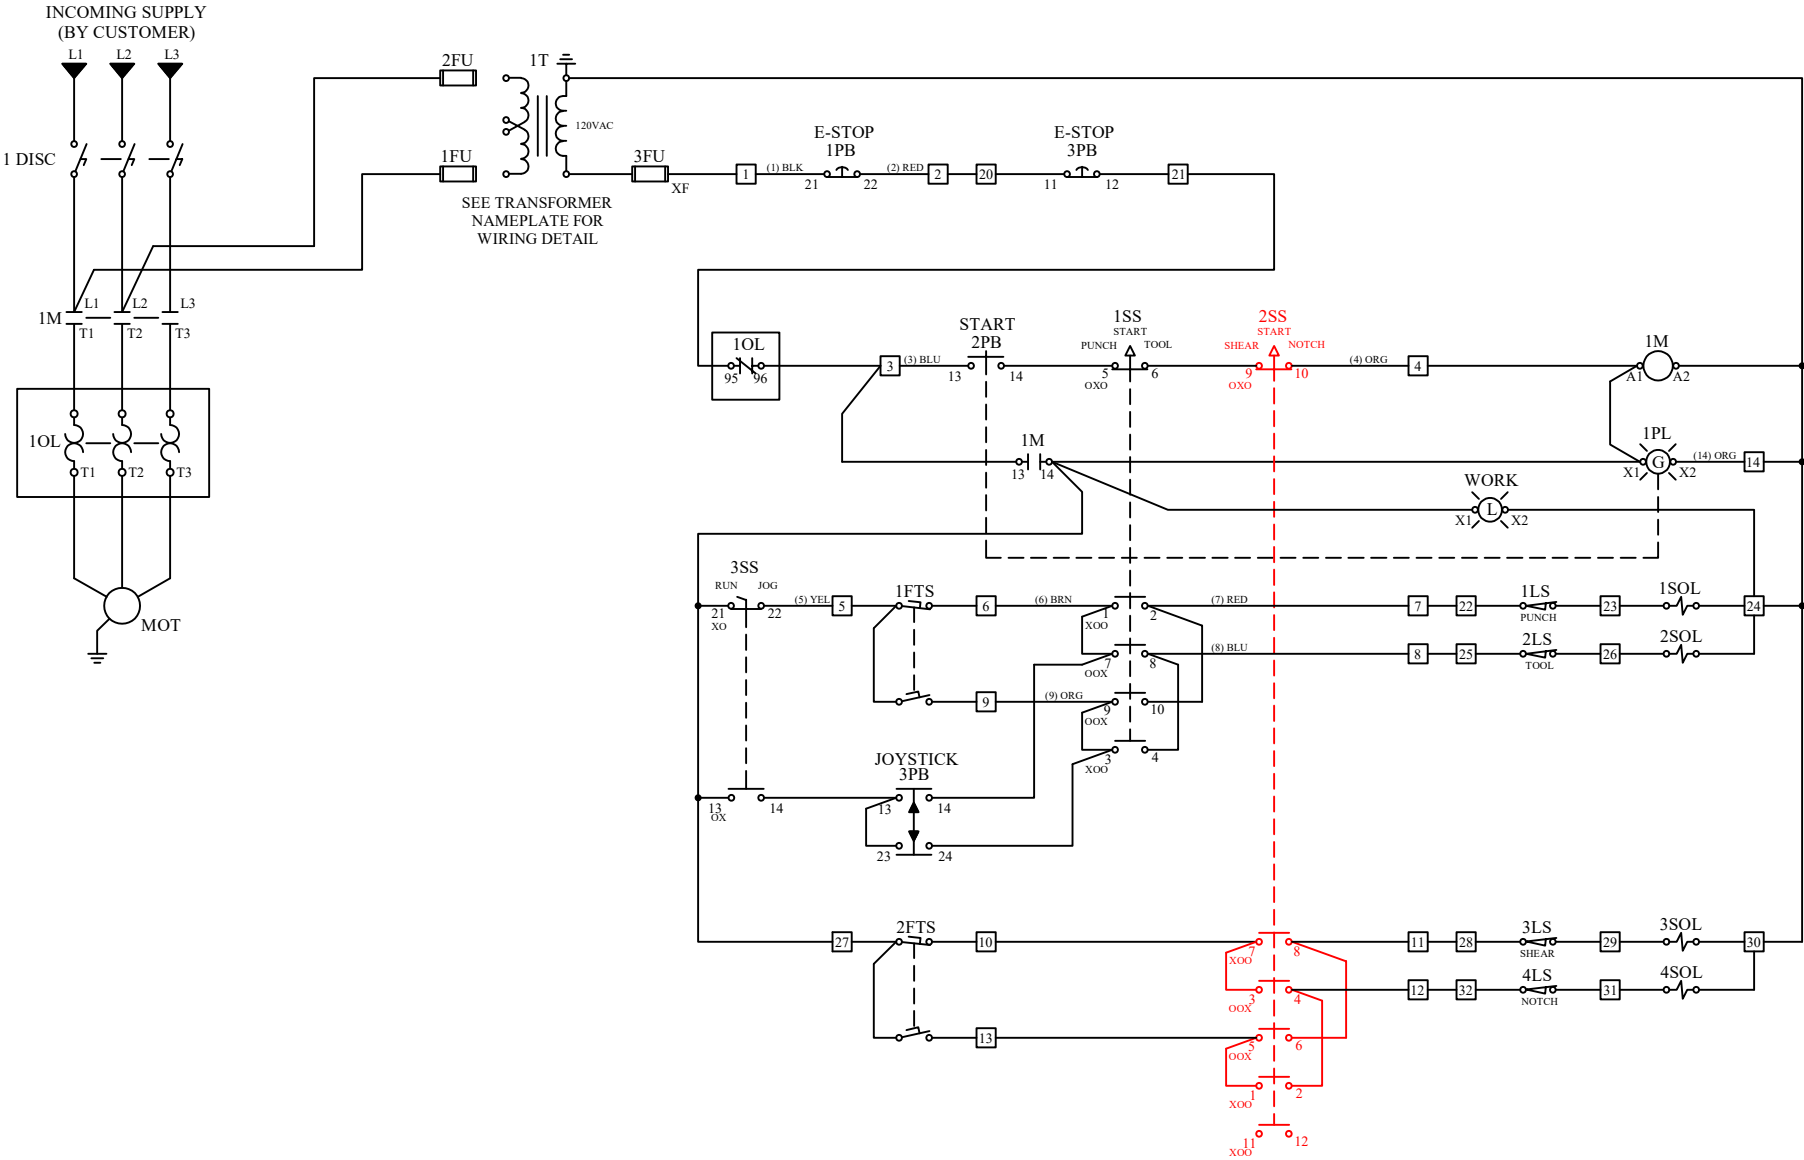 INCOMING SUPPLY
(BY CUSTOMER)
L1 L2 L3
1 DISC
L1 L2 L3
1M
T1 T2 T3
1OL
T1 T2 T3
MOT
2FU 1T
120VAC
1FU 3FU
XF
SEE TRANSFORMER
NAMEPLATE FOR
WIRING DETAIL
E-STOP
1PB
E-STOP
3PB
1 (1) BLK 21 22 (2) RED 2 20 11 12 21
1OL
95 96
3 (3) BLU
START
2PB
13 14
1SS
START
PUNCH TOOL
5 6
OXO
2SS
START
SHEAR NOTCH
9 10
OXO
(4) ORG 4
1M
A1 A2
1M
13 14
1PL
X1 G X2
(14) ORG 14
WORK
X1 L X2
3SS
RUN JOG
21 22
XO
(5) YEL 5
1FTS
6 (6) BRN
1 2
XOO
(7) RED 7 22
1LS
PUNCH
23
1SOL
24
7 8
OOX
(8) BLU 8 25
2LS
TOOL
26
2SOL
9 (9) ORG
9 10
OOX
3 4
XOO
JOYSTICK
3PB
13 14
OX
13 14
23 24
27
2FTS
10
7 8
XOO
11 28
3LS
SHEAR
29
3SOL
30
3 4
OOX
12 32
4LS
NOTCH
31
4SOL
13
5 6
OOX
1 2
XOO
11 12
XOO